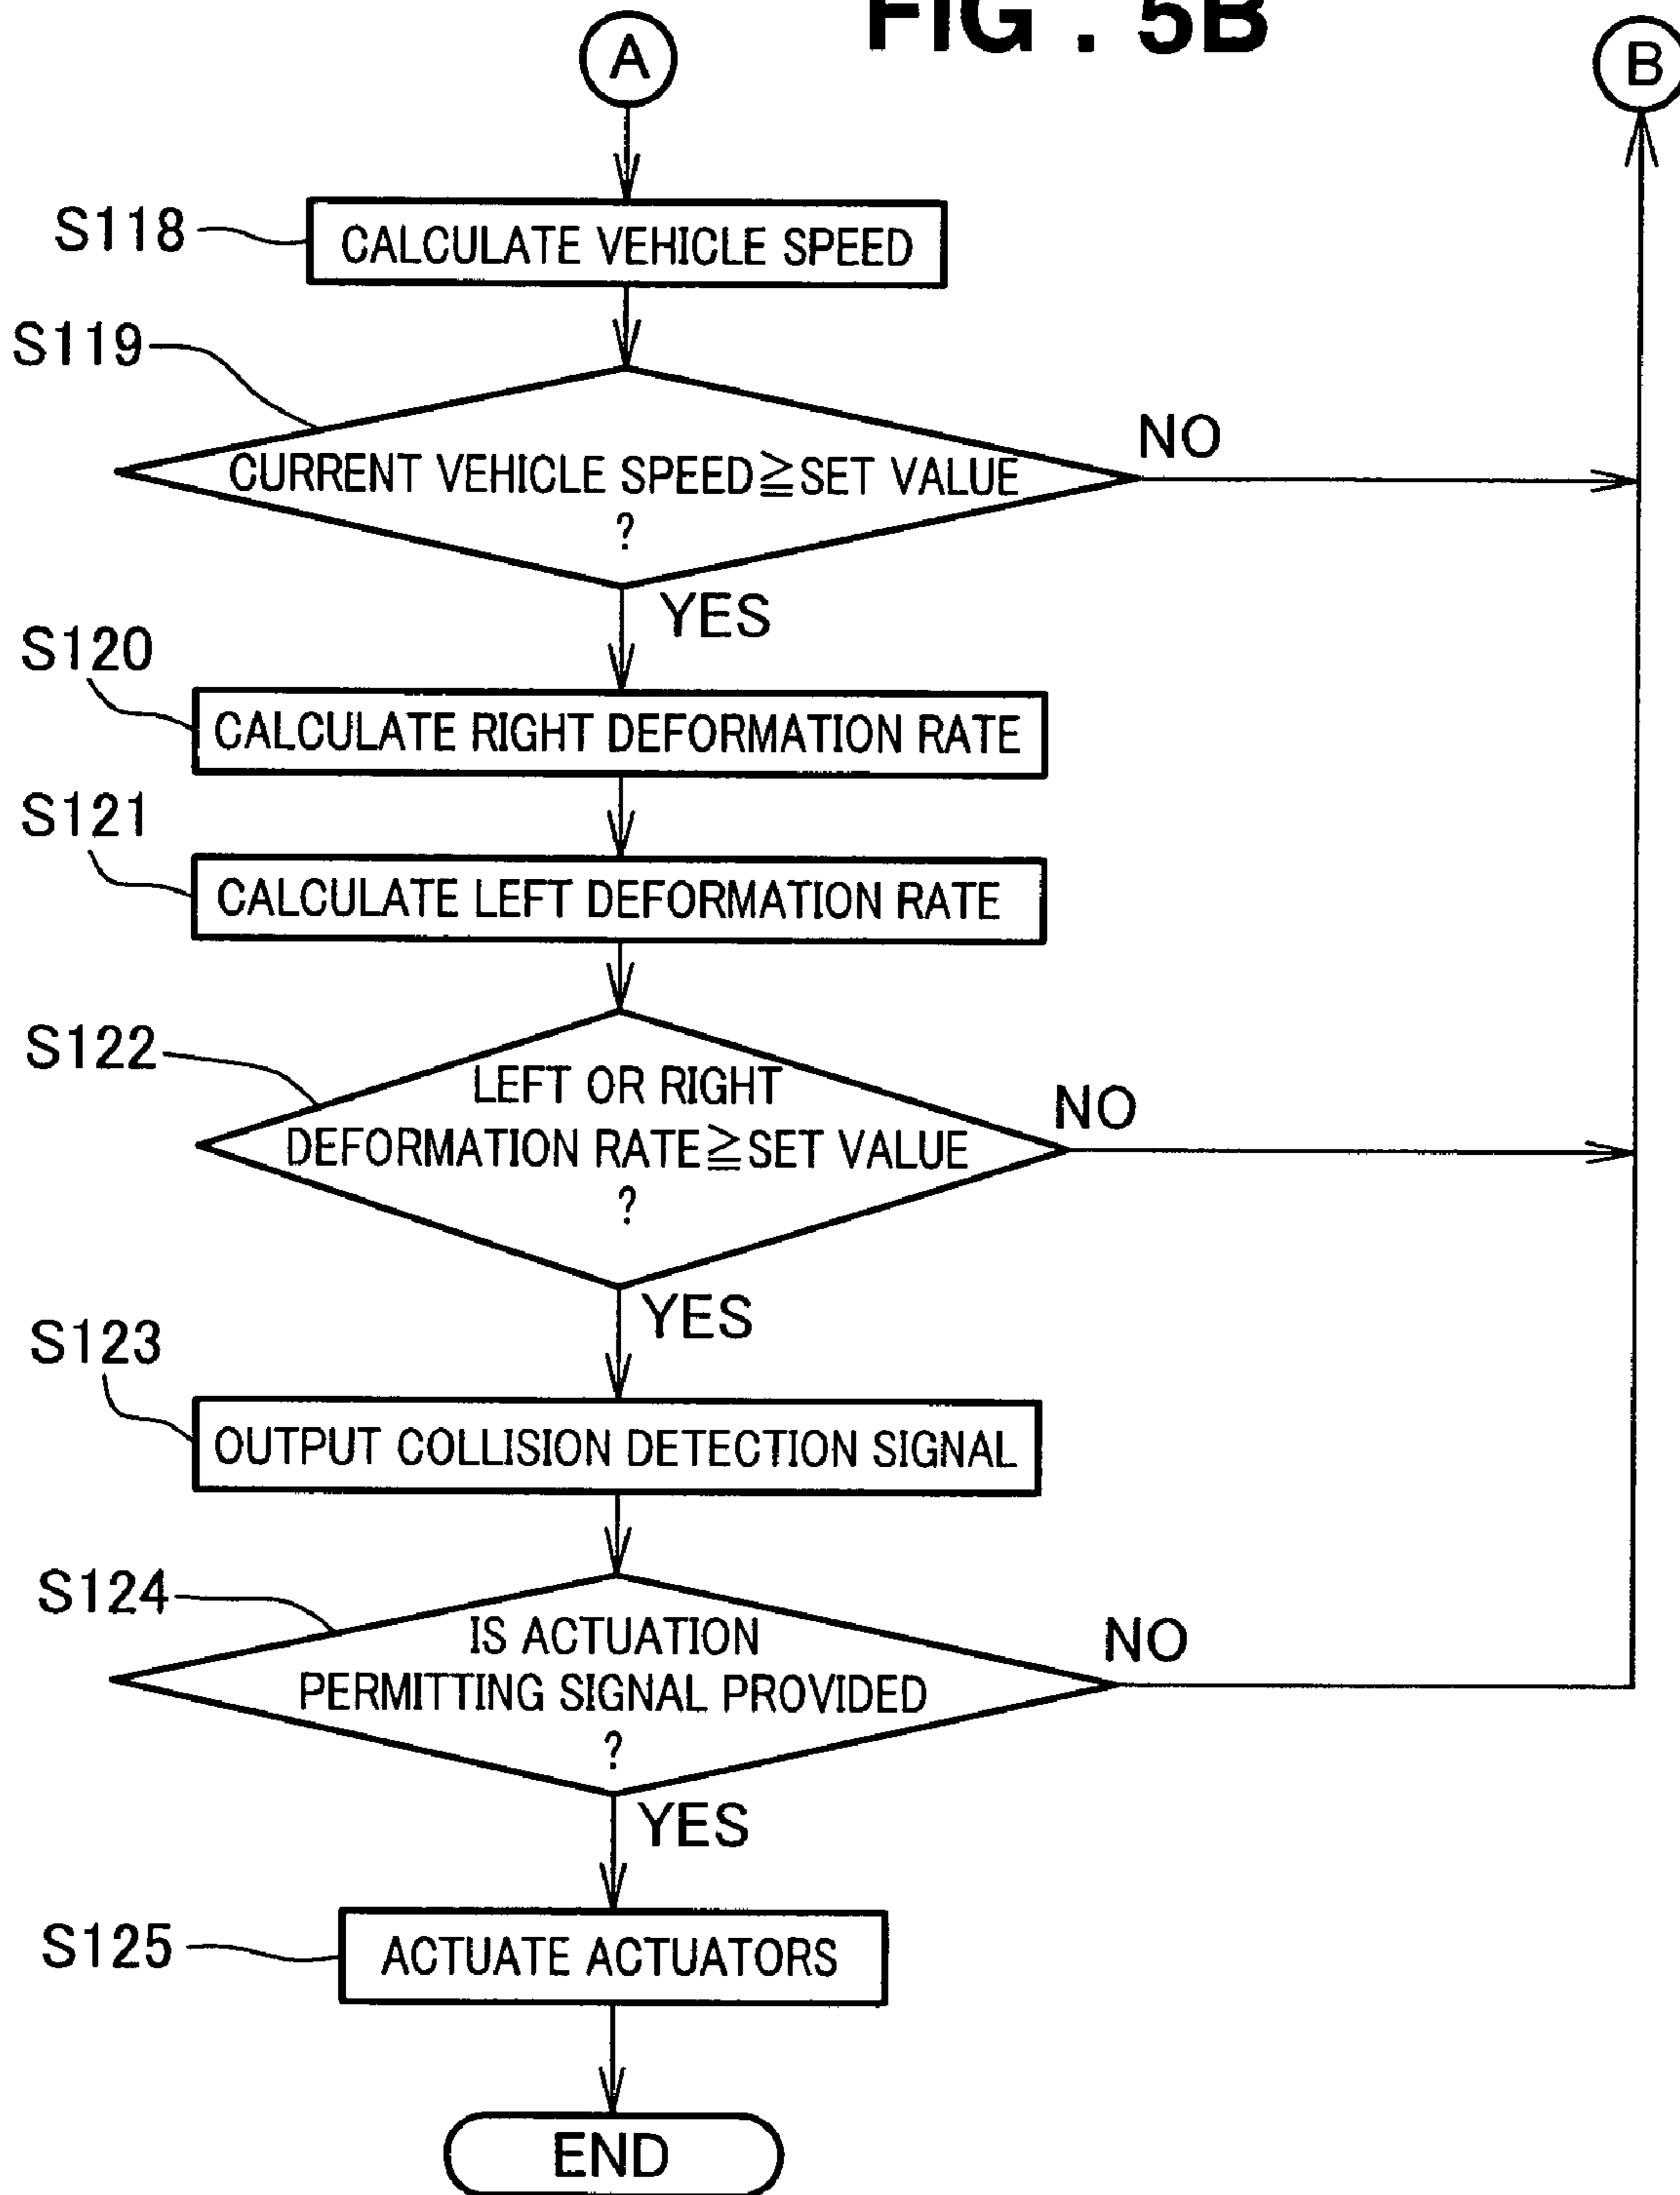 FIG . 5B
A
B
S118
CALCULATE VEHICLE SPEED
S119
CURRENT VEHICLE SPEED≧SET VALUE
?
NO
YES
S120
CALCULATE RIGHT DEFORMATION RATE
S121
CALCULATE LEFT DEFORMATION RATE
S122
LEFT OR RIGHT
DEFORMATION RATE≧SET VALUE
?
NO
YES
S123
OUTPUT COLLISION DETECTION SIGNAL
S124
IS ACTUATION
PERMITTING SIGNAL PROVIDED
?
NO
YES
S125
ACTUATE ACTUATORS
END